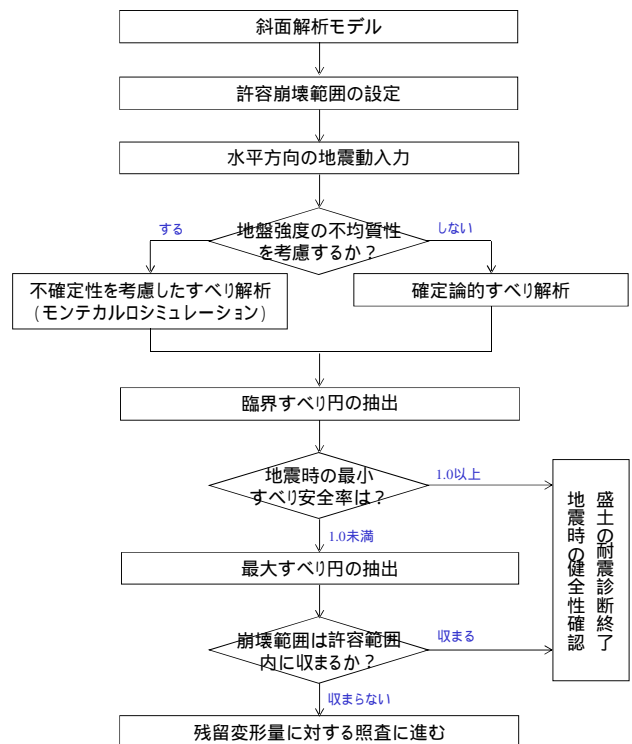 斜面解析モデル
許容崩壊範囲の設定
水平方向の地震動入力
地盤強度の不均質性
を考慮するか？
する
しない
不確定性を考慮したすべり解析
(モンテカルロシミュレーション)
確定論的すべり解析
臨界すべり円の抽出
地震時の最小
すべり安全率は？
1.0以上
1.0未満
盛土の耐震診断終了
地震時の健全性確認
最大すべり円の抽出
崩壊範囲は許容範囲
内に収まるか？
収まる
収まらない
残留変形量に対する照査に進む